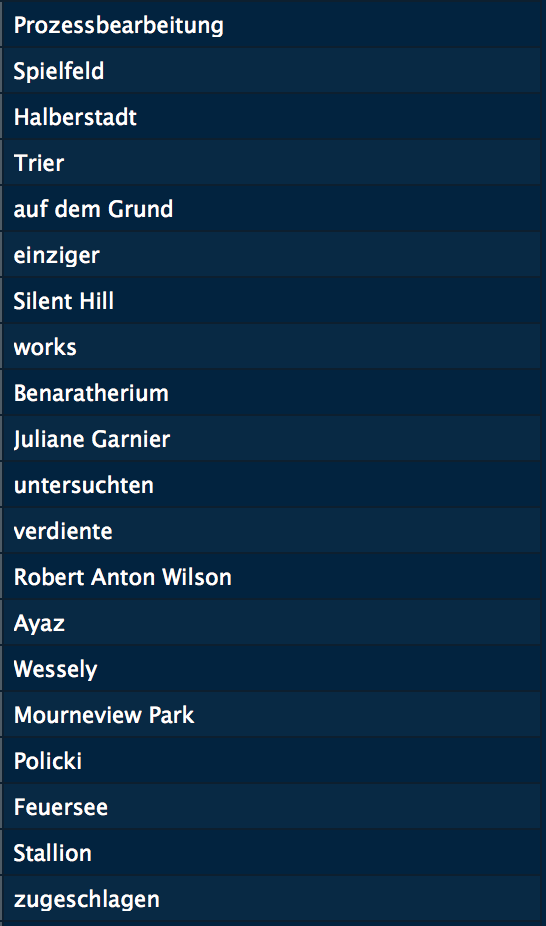 Prozessbearbeitung
Spielfeld
Halberstadt
Trier
auf dem Grund
einziger
Silent Hill
works
Benaratherium
Juliane Garnier
untersuchten
verdiente
Robert Anton Wilson
Ayaz
Wessely
Mourneview Park
Policki
Feuersee
Stallion
zugeschlagen